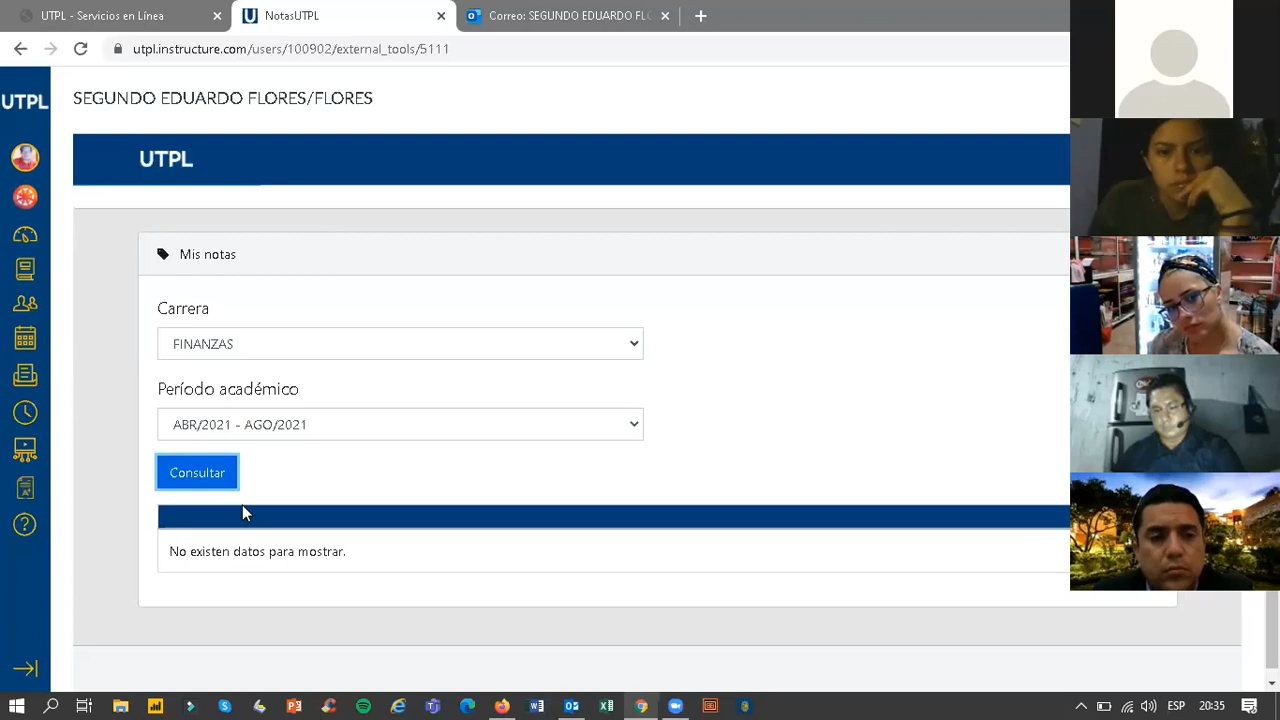 UTPL - Servicios en Línea
NotasUTPL
Correo: SEGUNDO EDUARDO FL
utpl.instructure.com/users/100902/external_tools/5111
UTPL
SEGUNDO EDUARDO FLORES/FLORES
UTPL
Mis notas
Carrera
FINANZAS
Período académico
ABR/2021 - AGO/2021
Consultar
No existen datos para mostrar.
ESP
20:35